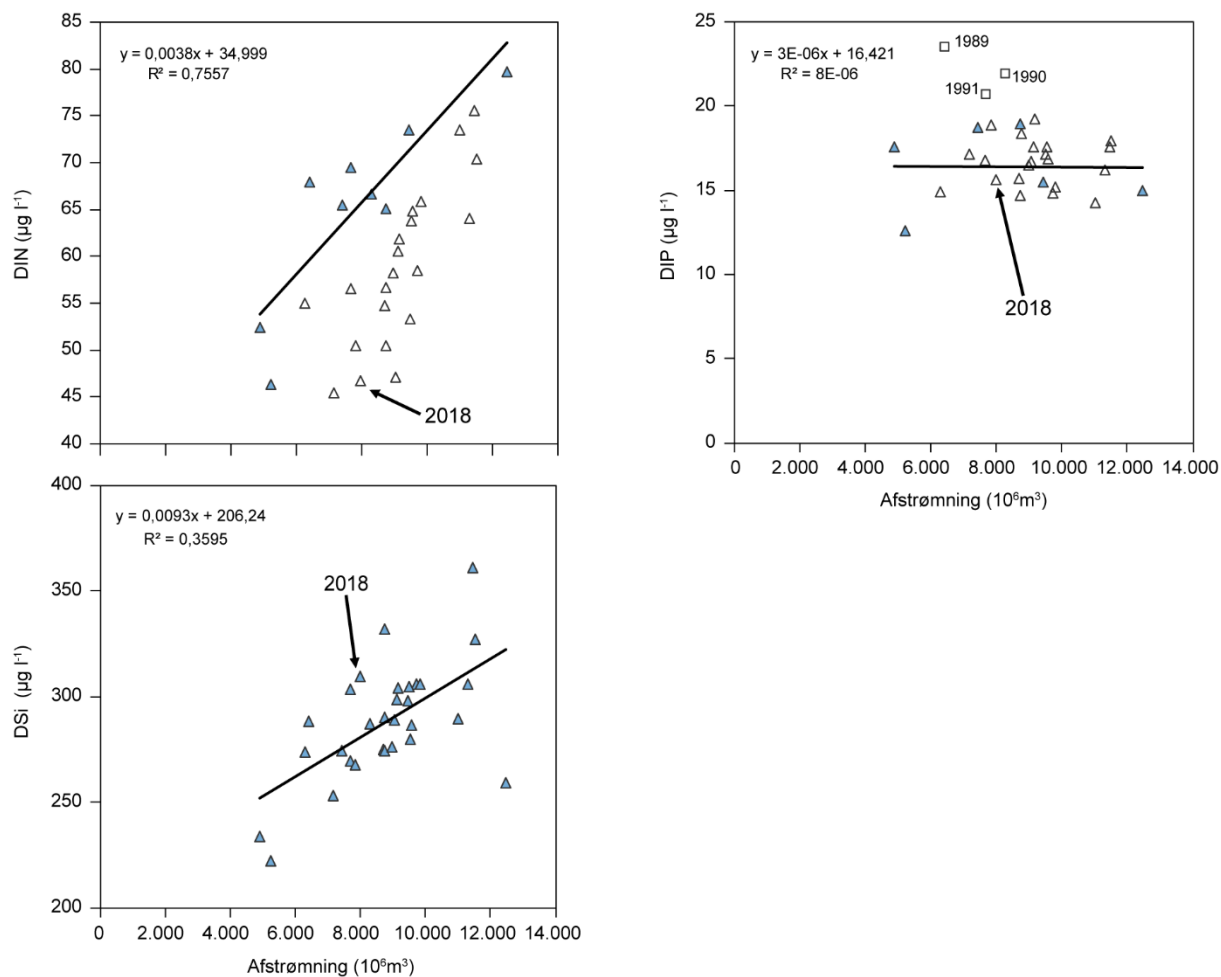 85
80
75
70
65
60
55
50
45
40
DIN (µg l⁻¹)
y = 0,0038x + 34,999
R² = 0,7557
2018
25
20
15
10
5
0
DIP (µg l⁻¹)
y = 3E-06x + 16,421
R² = 8E-06
1989
1990
1991
2018
0 2.000 4.000 6.000 8.000 10.000 12.000 14.000
Afstrømning (10⁶m³)
400
350
300
250
200
DSi (µg l⁻¹)
y = 0,0093x + 206,24
R² = 0,3595
2018
0 2.000 4.000 6.000 8.000 10.000 12.000 14.000
Afstrømning (10⁶m³)